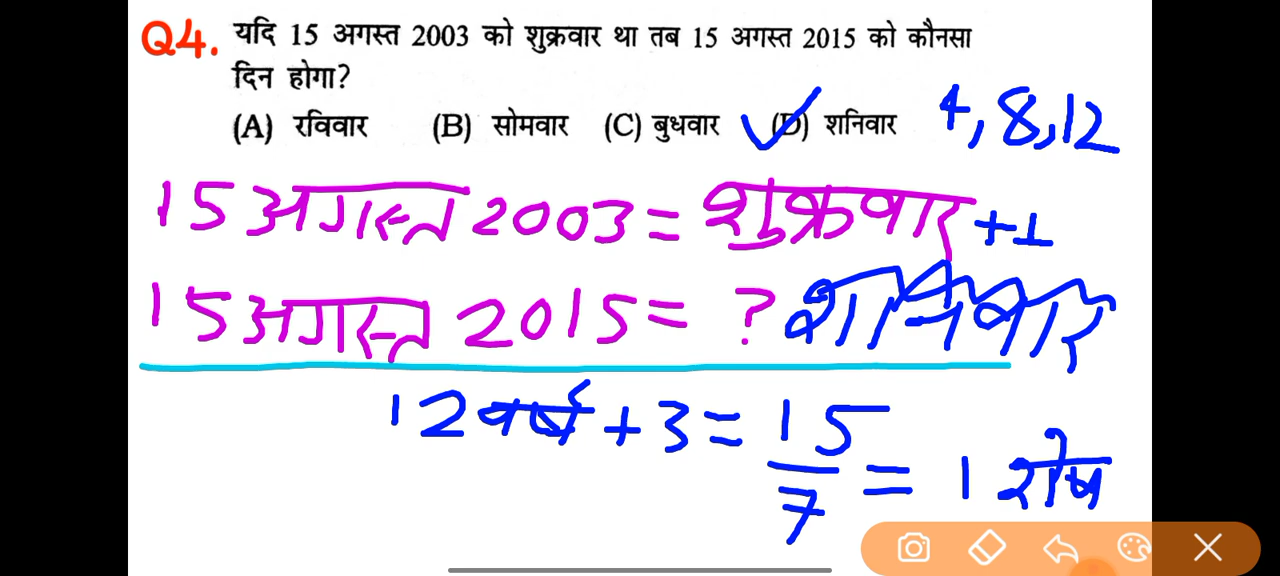 Q4. यदि 15 अगस्त 2003 को शुक्रवार था तब 15 अगस्त 2015 को कौनसा
दिन होगा?
(A) रविवार (B) सोमवार (C) बुधवार (D) शनिवार 4, 8, 12
15 अगस्त 2003 = शुक्रवार +1
15 अगस्त 2015 = ? शनिवार
12 वर्ष + 3 = 15/7 = 1 शेष